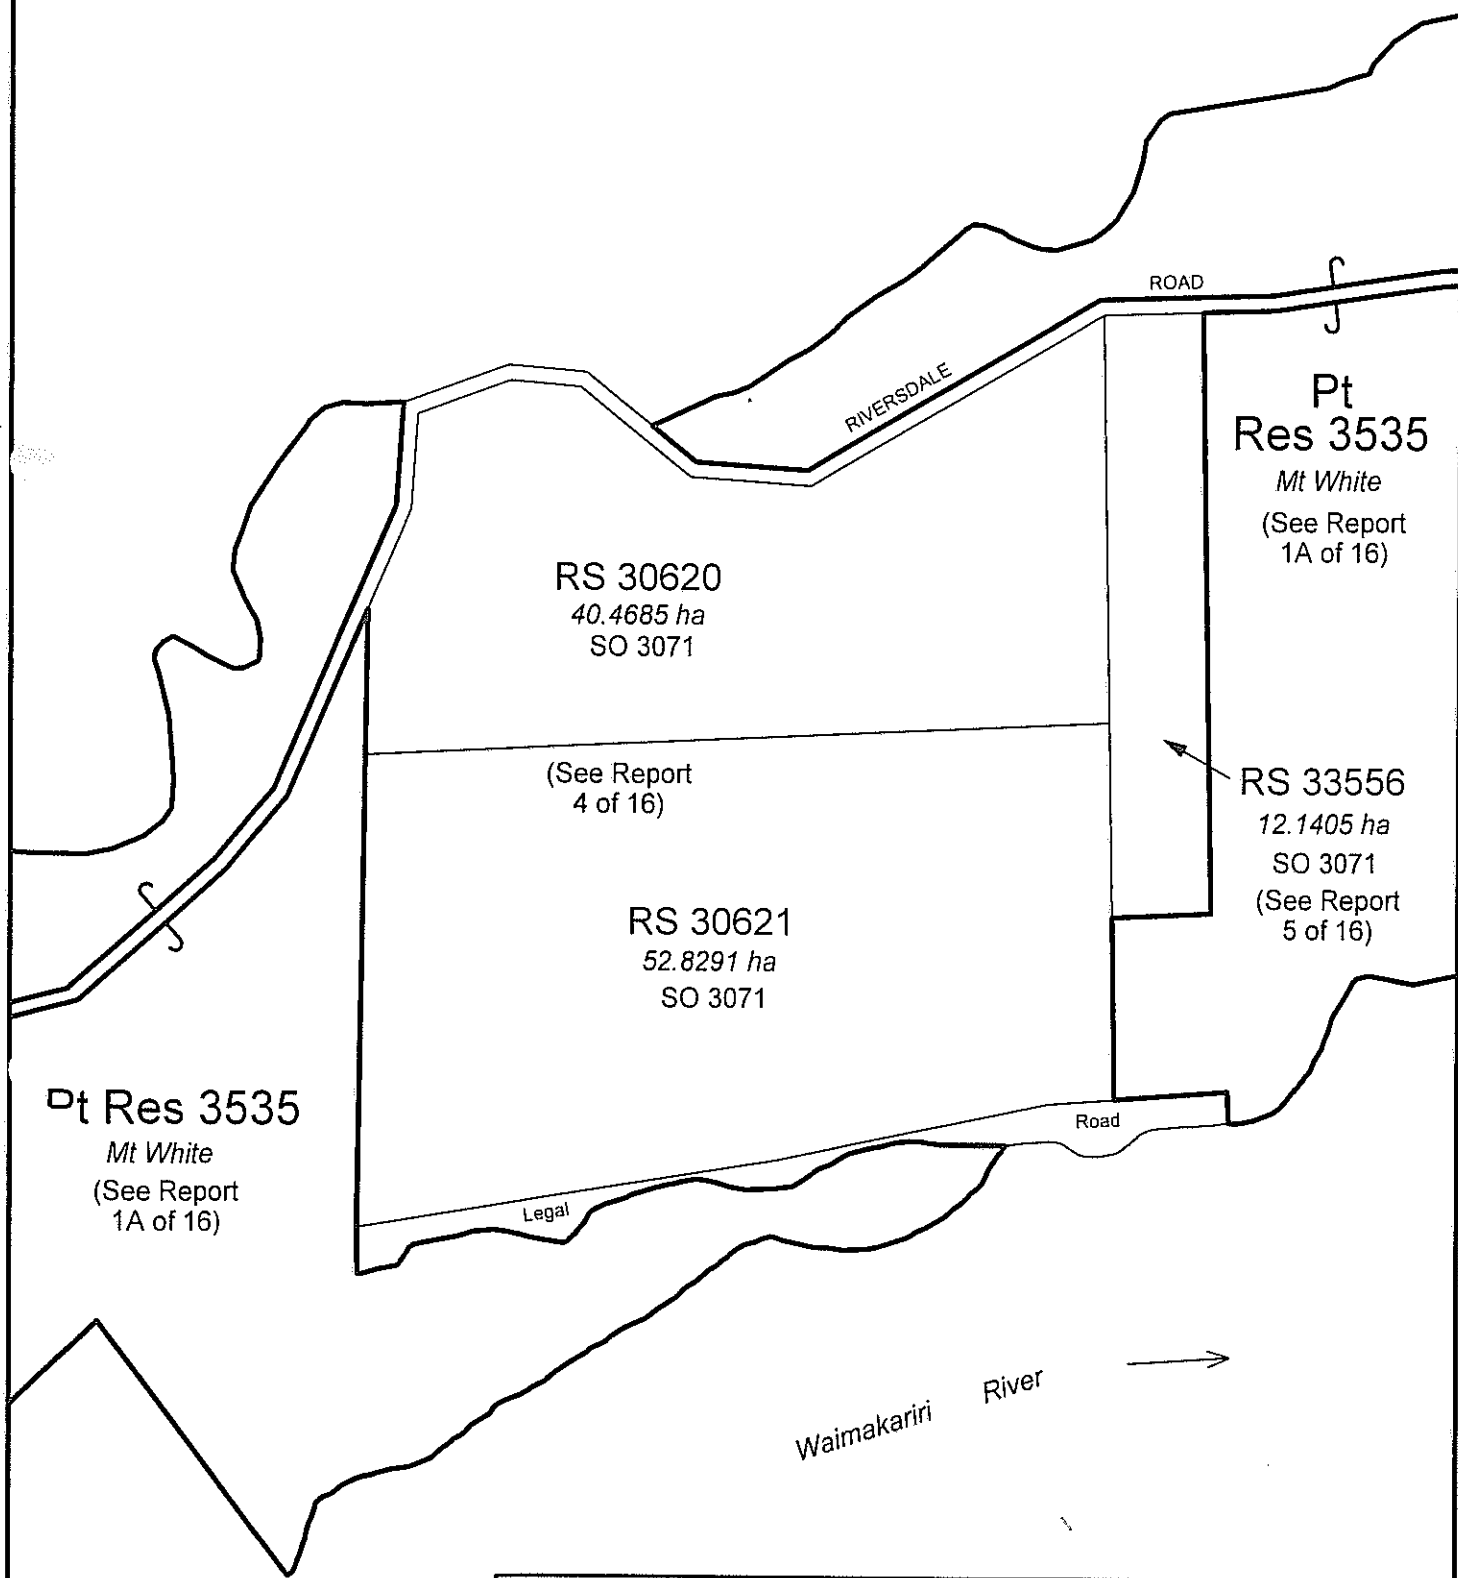 ROAD
RIVERSDALE
Pt
Res 3535
Mt White
(See Report
1A of 16)
RS 30620
40.4685 ha
SO 3071
(See Report
4 of 16)
RS 33556
12.1405 ha
SO 3071
(See Report
5 of 16)
RS 30621
52.8291 ha
SO 3071
Pt Res 3535
Mt White
(See Report
1A of 16)
Legal Road
Waimakariri River